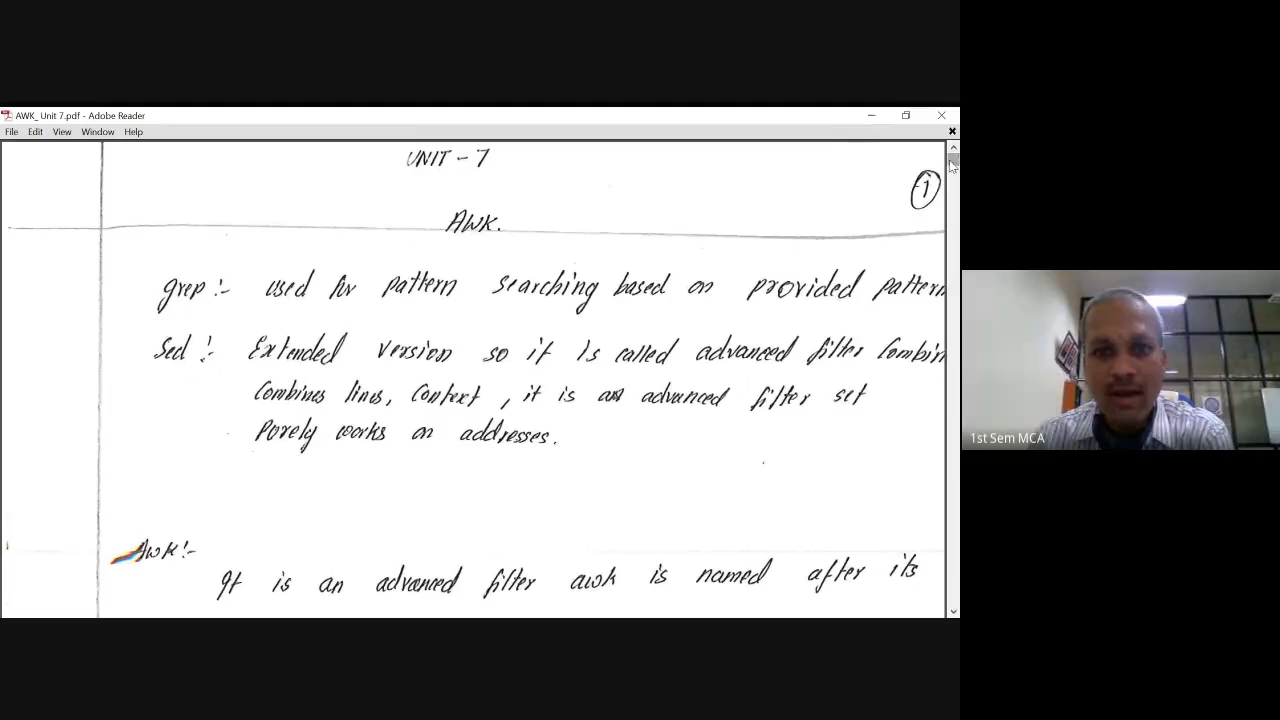 AWK_ Unit 7.pdf - Adobe Reader
File Edit View Window Help
UNIT - 7
1
AWK.
grep :- used for pattern searching based on provided pattern
Sed :- Extended version so it is called advanced filter Combin
Combines lines, Context, it is an advanced filter set
Porely works on addresses.
Awk :-
It is an advanced filter awk is named after its
1st Sem MCA